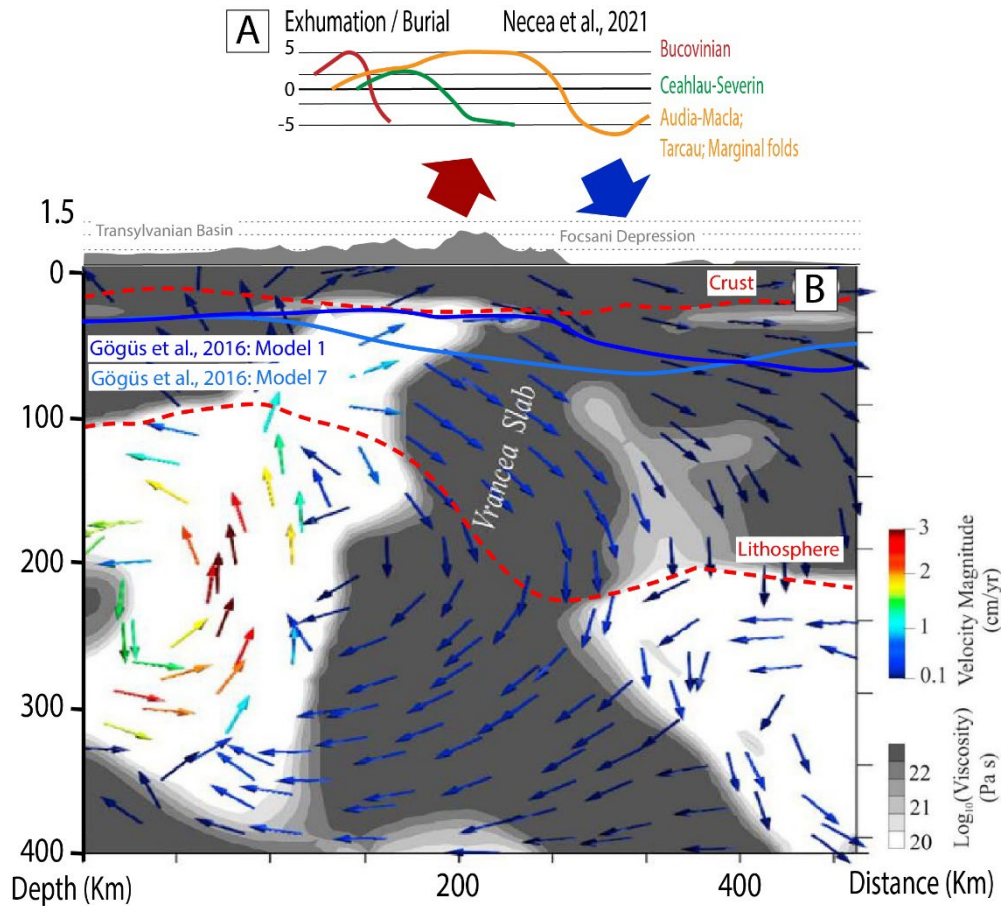 A
Exhumation / Burial
Necea et al., 2021
5
0
-5
Bucovinian
Ceahlau-Severin
Audia-Macla;
Tarcau; Marginal folds
1.5
Transylvanian Basin
Focsani Depression
0
100
200
300
400
Crust
B
Gögüs et al., 2016: Model 1
Gögüs et al., 2016: Model 7
Vrancea Slab
Lithosphere
3
2
1
0.1
Velocity Magnitude
(cm/yr)
22
21
20
Log₁₀(Viscosity)
(Pa s)
Depth (Km)
200
400
Distance (Km)